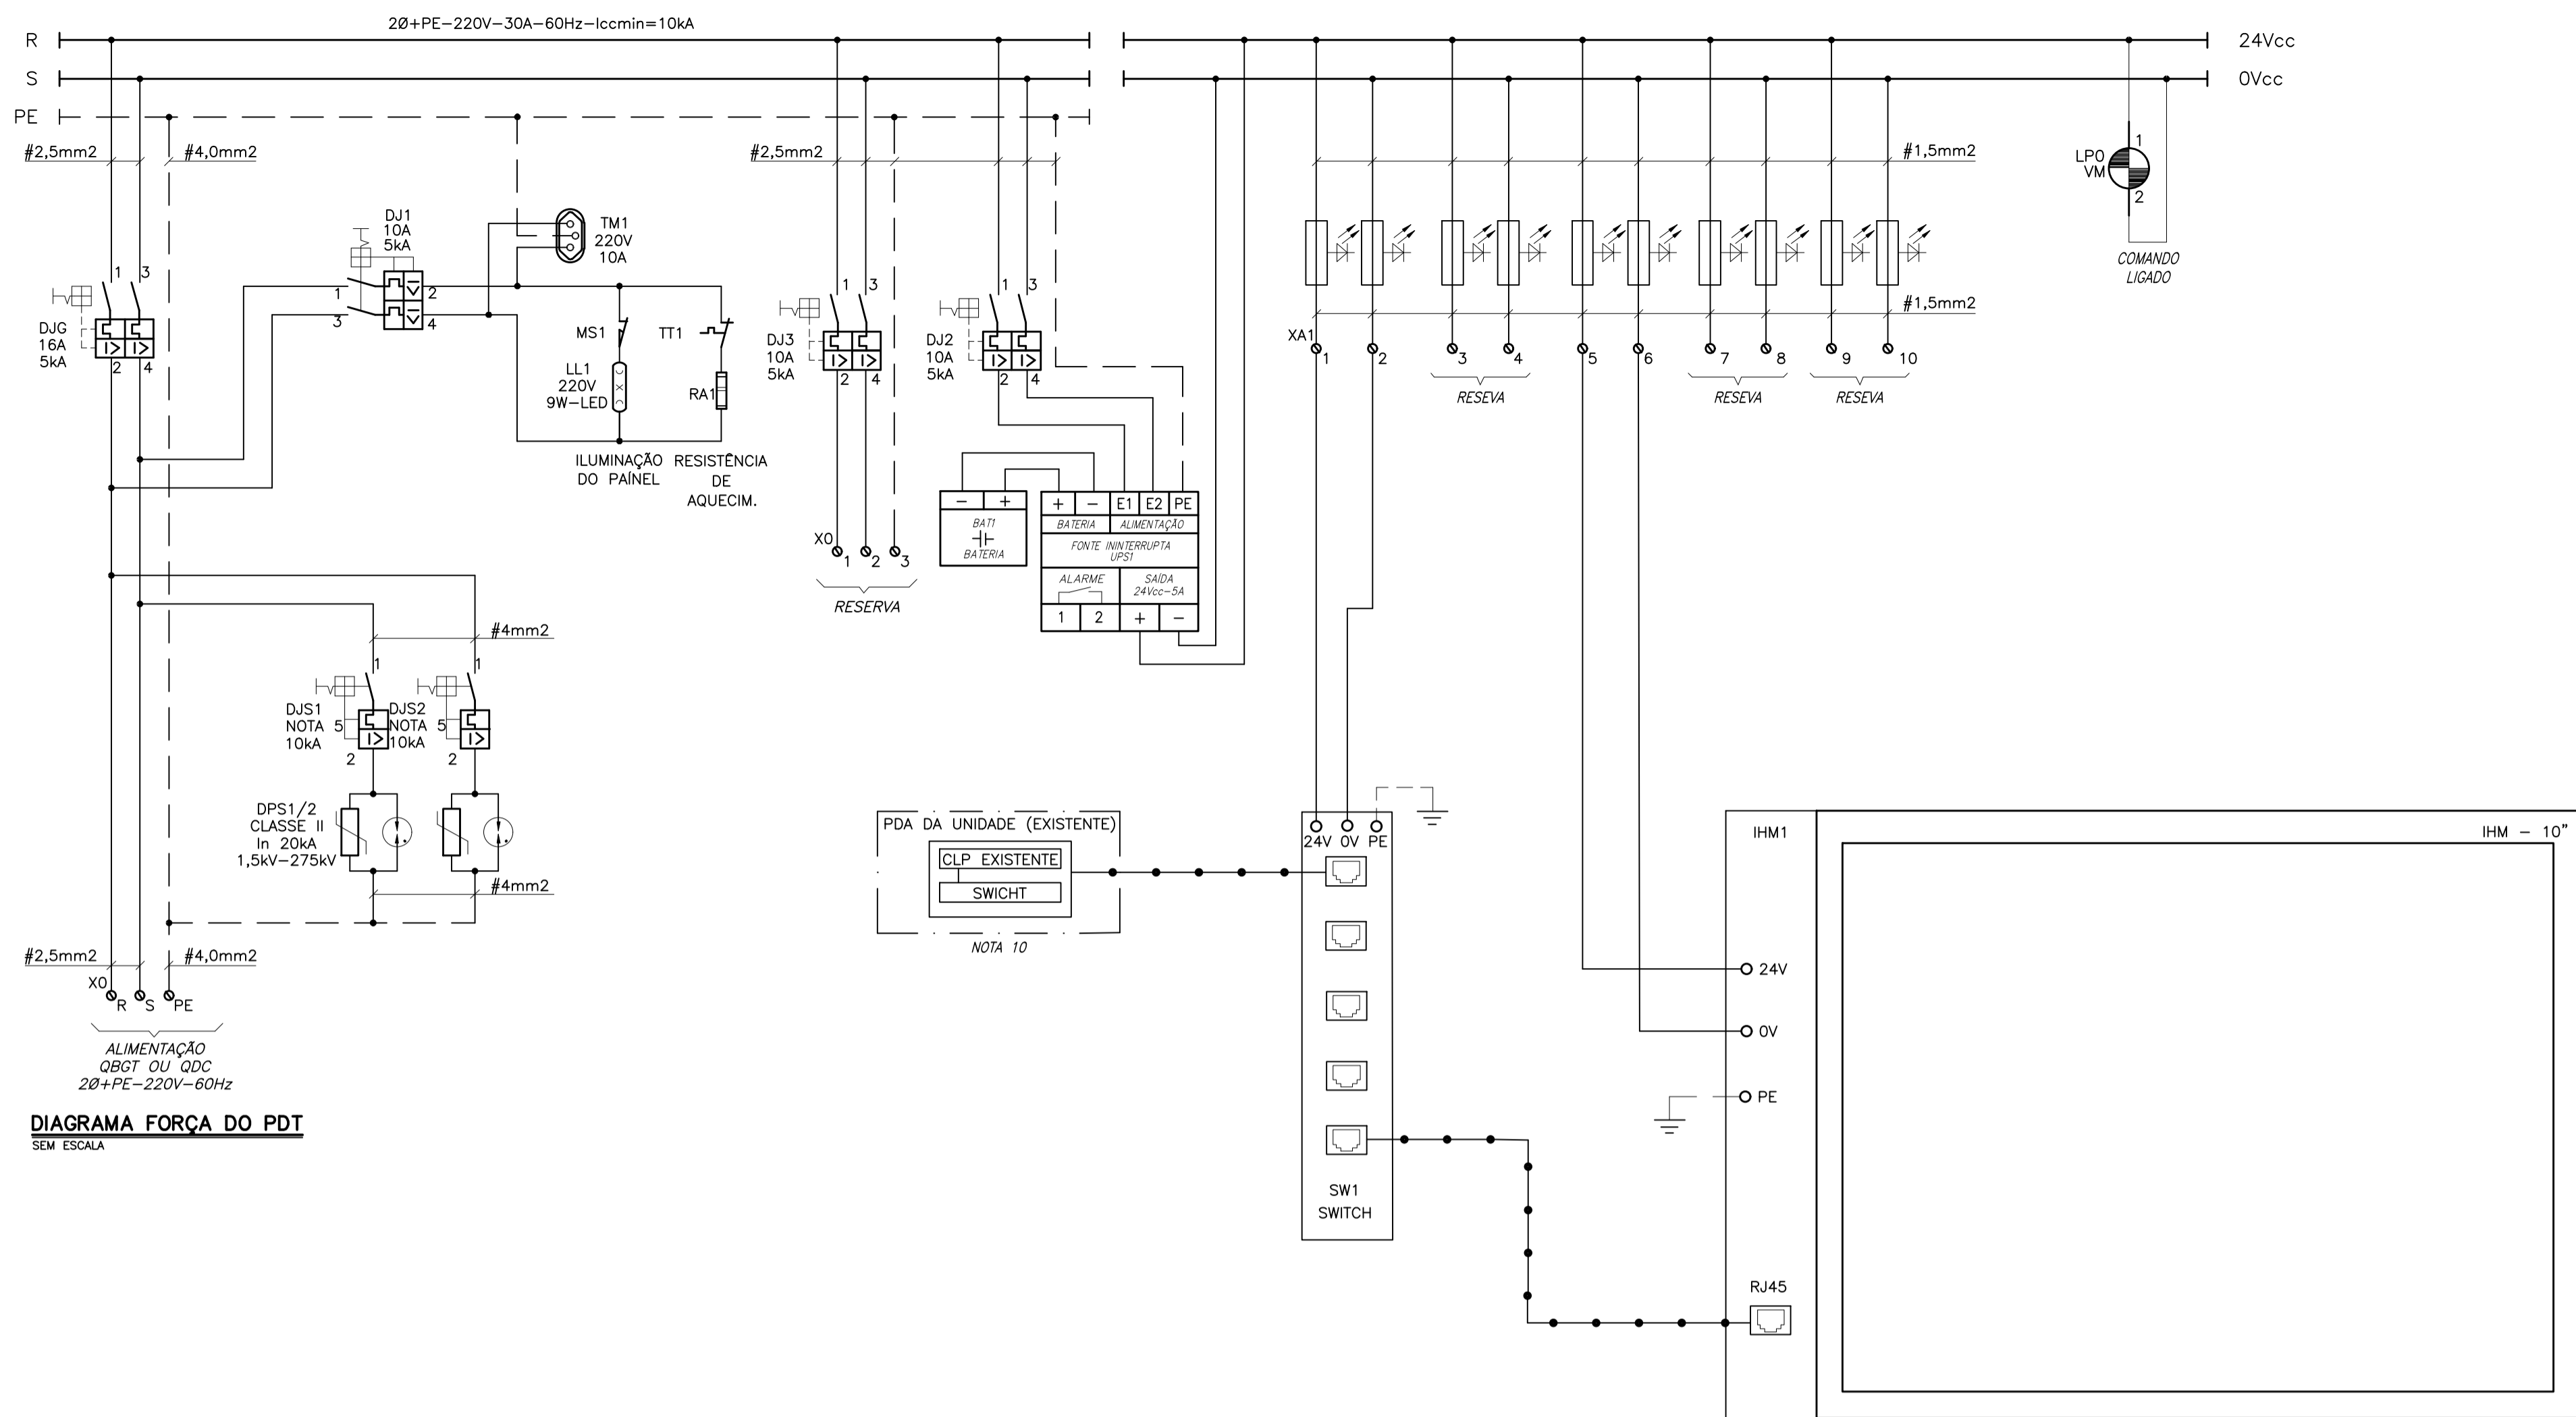 2Ø+PE-220V-30A-60Hz-Iccmin=10kA
R
24Vcc
S
0Vcc
PE
#2,5mm2
#4,0mm2
#2,5mm2
#1,5mm2
1
LP0
VM
2
COMANDO
LIGADO
DJ1
10A
5kA
1
2
3
4
TM1
220V
10A
1
3
DJG
16A
5kA
2
4
MS1
TT1
LL1
220V
9W-LED
RA1
ILUMINAÇÃO
DO PAÍNEL
RESISTÊNCIA
DE
AQUECIM.
1
3
DJ3
10A
5kA
2
4
1
3
DJ2
10A
5kA
2
4
#1,5mm2
XA1
1
2
3
4
5
6
7
8
9
10
RESEVA
RESEVA
RESEVA
X0
1
2
3
RESERVA
-
+
BAT1
BATERIA
+
-
E1
E2
PE
BATERIA
ALIMENTAÇÃO
FONTE ININTERRUPTA
UPS1
ALARME
SAÍDA
24Vcc-5A
1
2
+
-
#4mm2
1
1
DJS1
NOTA 5
10kA
2
DJS2
NOTA 5
10kA
2
DPS1/2
CLASSE II
In 20kA
1,5kV-275kV
#4mm2
#2,5mm2
#4,0mm2
X0
R
S
PE
ALIMENTAÇÃO
QBGT OU QDC
2Ø+PE-220V-60Hz
DIAGRAMA FORÇA DO PDT
SEM ESCALA
PDA DA UNIDADE (EXISTENTE)
CLP EXISTENTE
SWICHT
NOTA 10
24V
0V
PE
SW1
SWITCH
IHM1
IHM - 10”
24V
0V
PE
RJ45